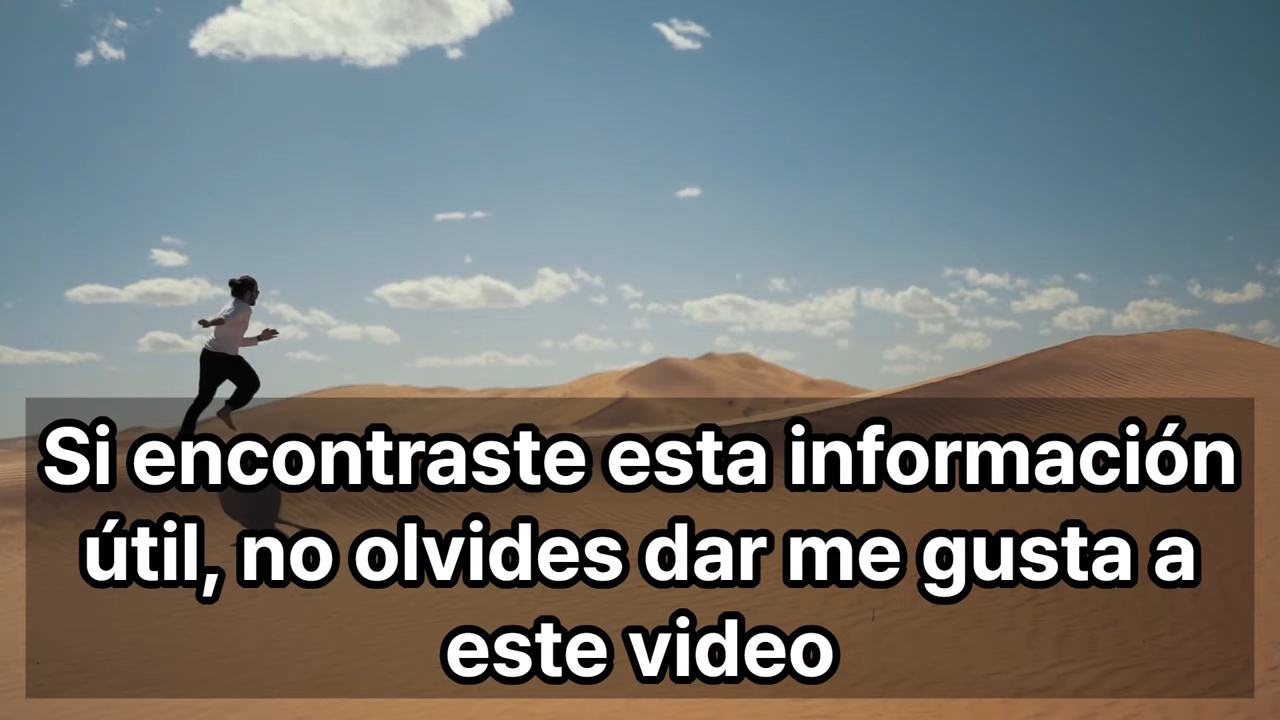 Si encontraste esta información
útil, no olvides dar me gusta a
este video